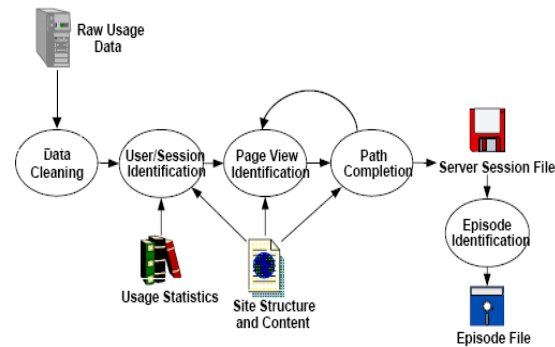 Raw Usage
Data
Data
Cleaning
User/Session
Identification
Page View
Identification
Path
Completion
Server Session File
Episode
Identification
Usage Statistics
Site Structure
and Content
Episode File